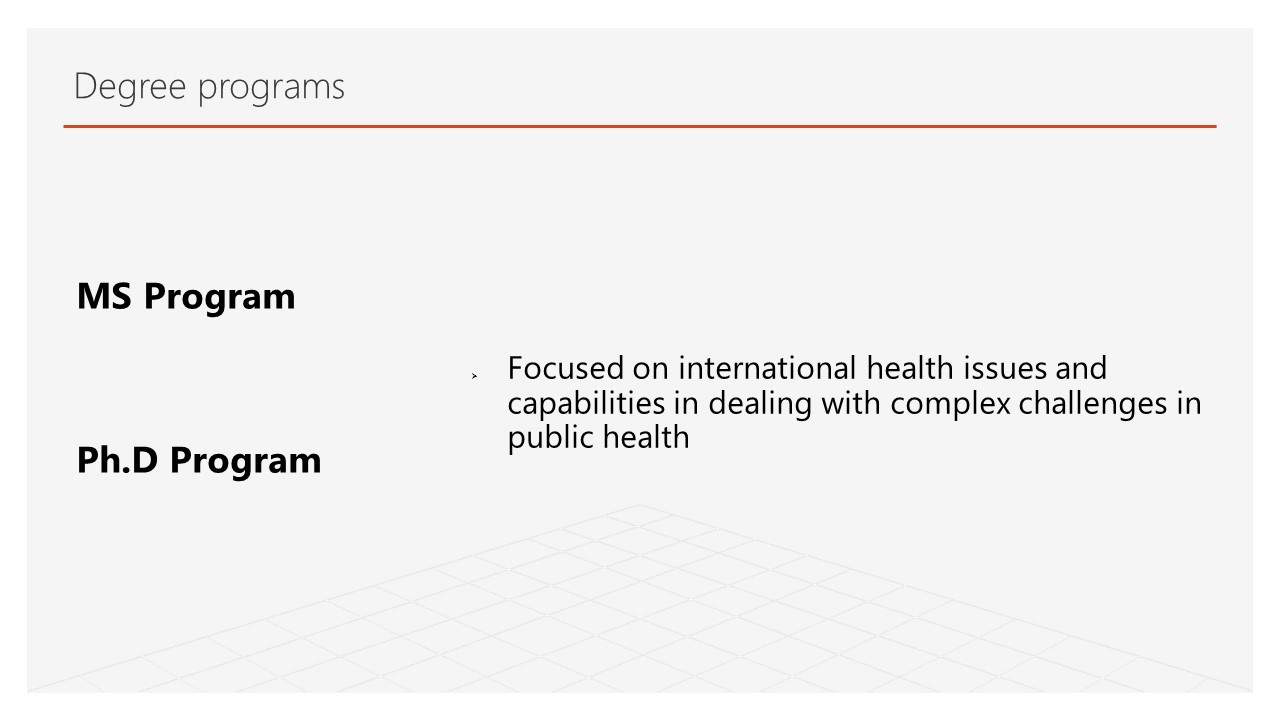 Degree programs
MS Program
Ph.D Program
➢ Focused on international health issues and
capabilities in dealing with complex challenges in
public health